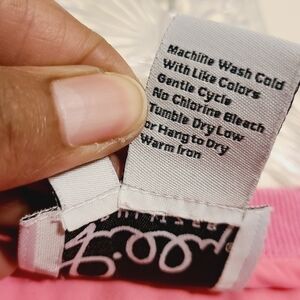 Machine Wash Cold
With Like Colors
Gentle Cycle
No Chlorine Bleach
Tumble Dry Low
or Hang to Dry
Warm Iron